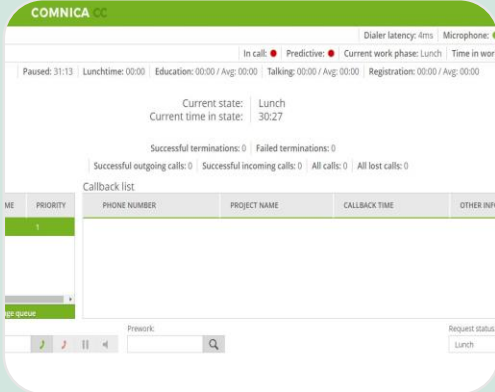 COMNICA CC
Dialer latency: 4ms Microphone:
In call: Predictive: Current work phase: Lunch Time in wor
Paused: 31:13 Lunchtime: 00:00 Education: 00:00 / Avg: 00:00 Talking: 00:00 / Avg: 00:00 Registration: 00:00 / Avg: 00:00
Current state: Lunch
Current time in state: 30:27
Successful terminations: 0 Failed terminations: 0
Successful outgoing calls: 0 Successful incoming calls: 0 All calls: 0 All lost calls: 0
Callback list
ME PRIORITY PHONE NUMBER PROJECT NAME CALLBACK TIME OTHER INF
1
age queue
Prework: Request status
Lunch